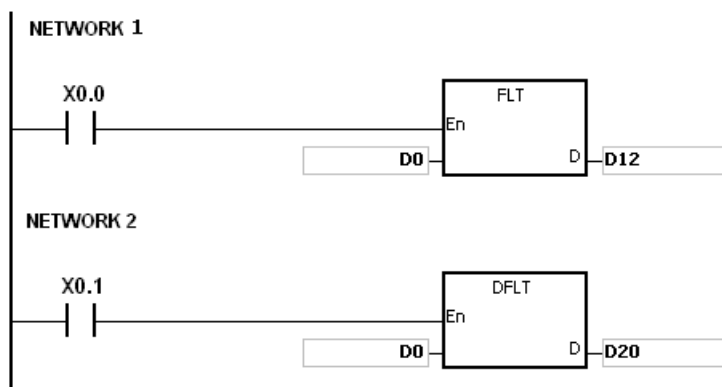 NETWORK 1
X0.0
FLT
En
D0 D D12
NETWORK 2
X0.1
DFLT
En
D0 D D20